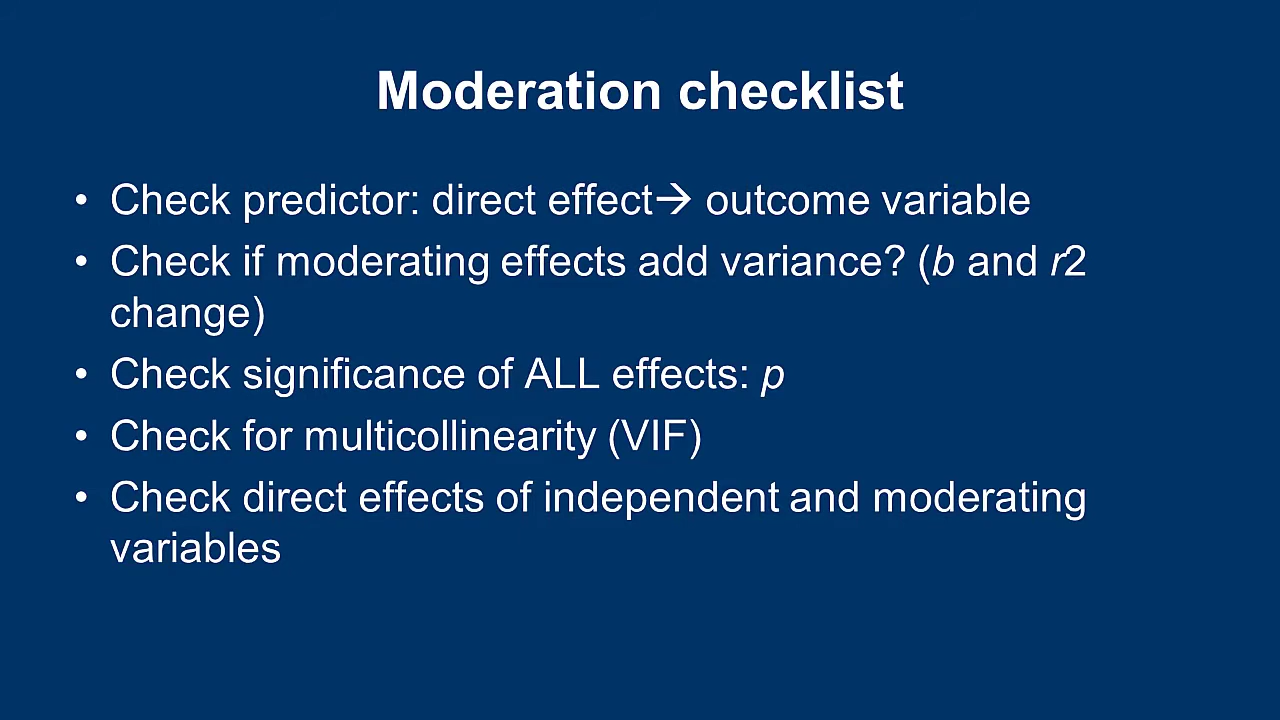 Moderation checklist
• Check predictor: direct effect→ outcome variable
• Check if moderating effects add variance? (b and r2
change)
• Check significance of ALL effects: p
• Check for multicollinearity (VIF)
• Check direct effects of independent and moderating
variables